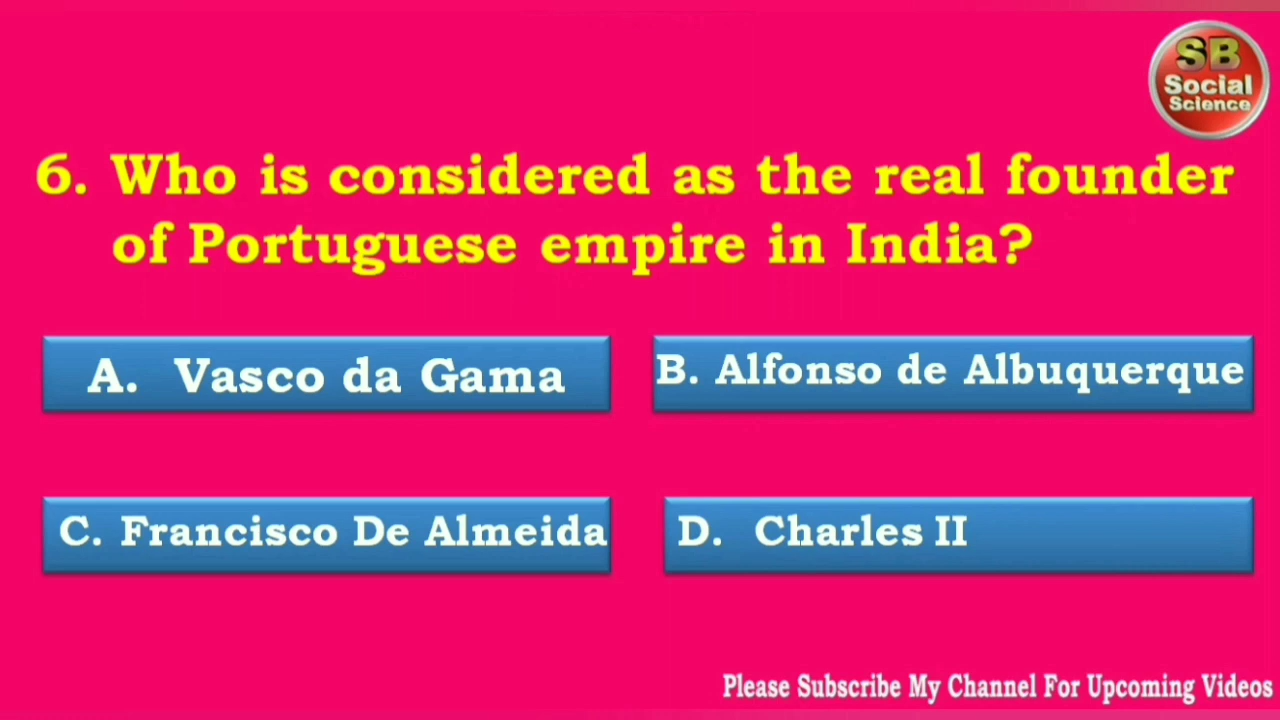 SB
Social
Science
6. Who is considered as the real founder
of Portuguese empire in India?
A. Vasco da Gama
B. Alfonso de Albuquerque
C. Francisco De Almeida
D. Charles II
Please Subscribe My Channel For Upcoming Videos